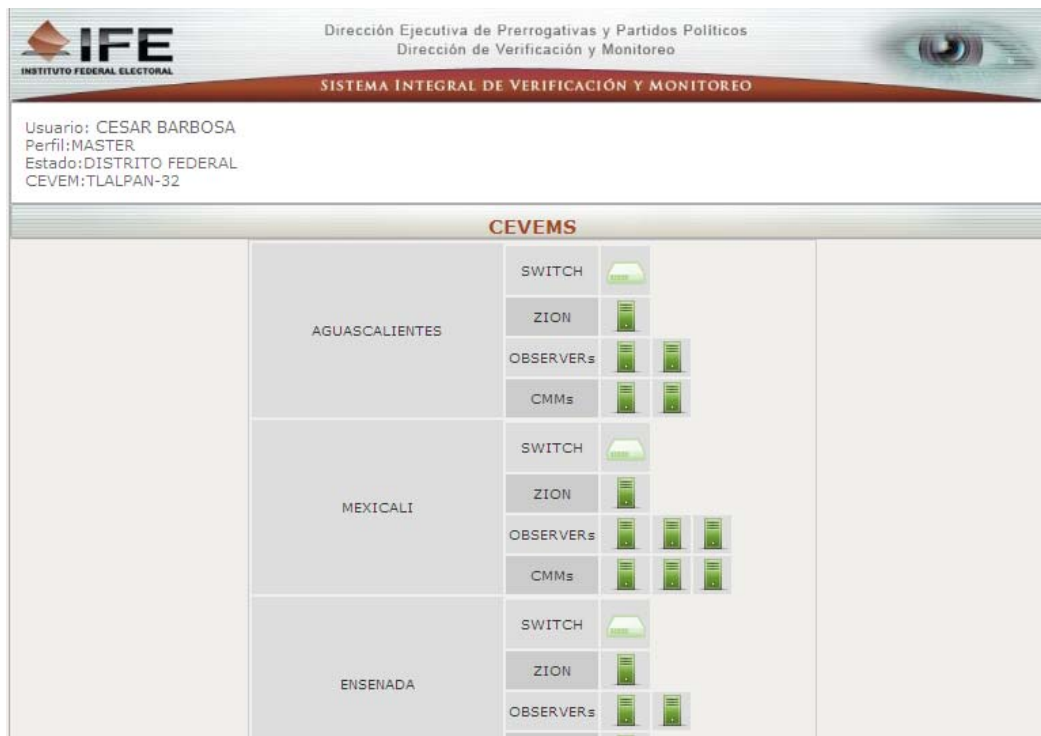 IFE
INSTITUTO FEDERAL ELECTORAL
Dirección Ejecutiva de Prerrogativas y Partidos Políticos
Dirección de Verificación y Monitoreo
SISTEMA INTEGRAL DE VERIFICACIÓN Y MONITOREO
Usuario: CESAR BARBOSA
Perfil:MASTER
Estado:DISTRITO FEDERAL
CEVEM:TLALPAN-32
CEVEMS
AGUASCALIENTES
SWITCH
ZION
OBSERVERs
CMMs
MEXICALI
SWITCH
ZION
OBSERVERs
CMMs
ENSENADA
SWITCH
ZION
OBSERVERs